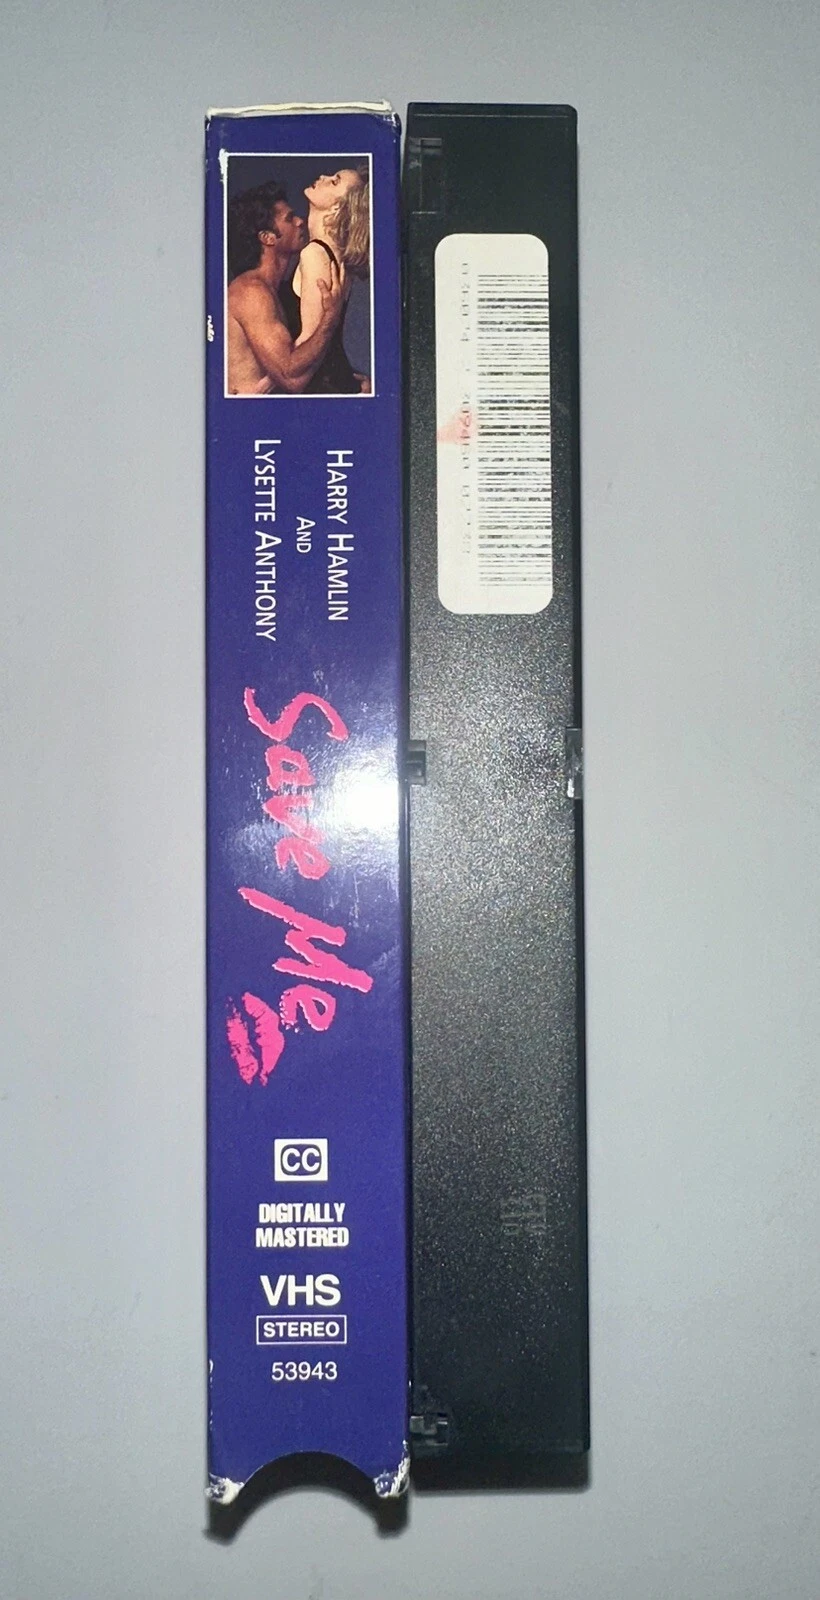 HARRY HAMLIN
AND
LYSETTE ANTHONY
Save Me
CC
DIGITALLY
MASTERED
VHS
STEREO
53943